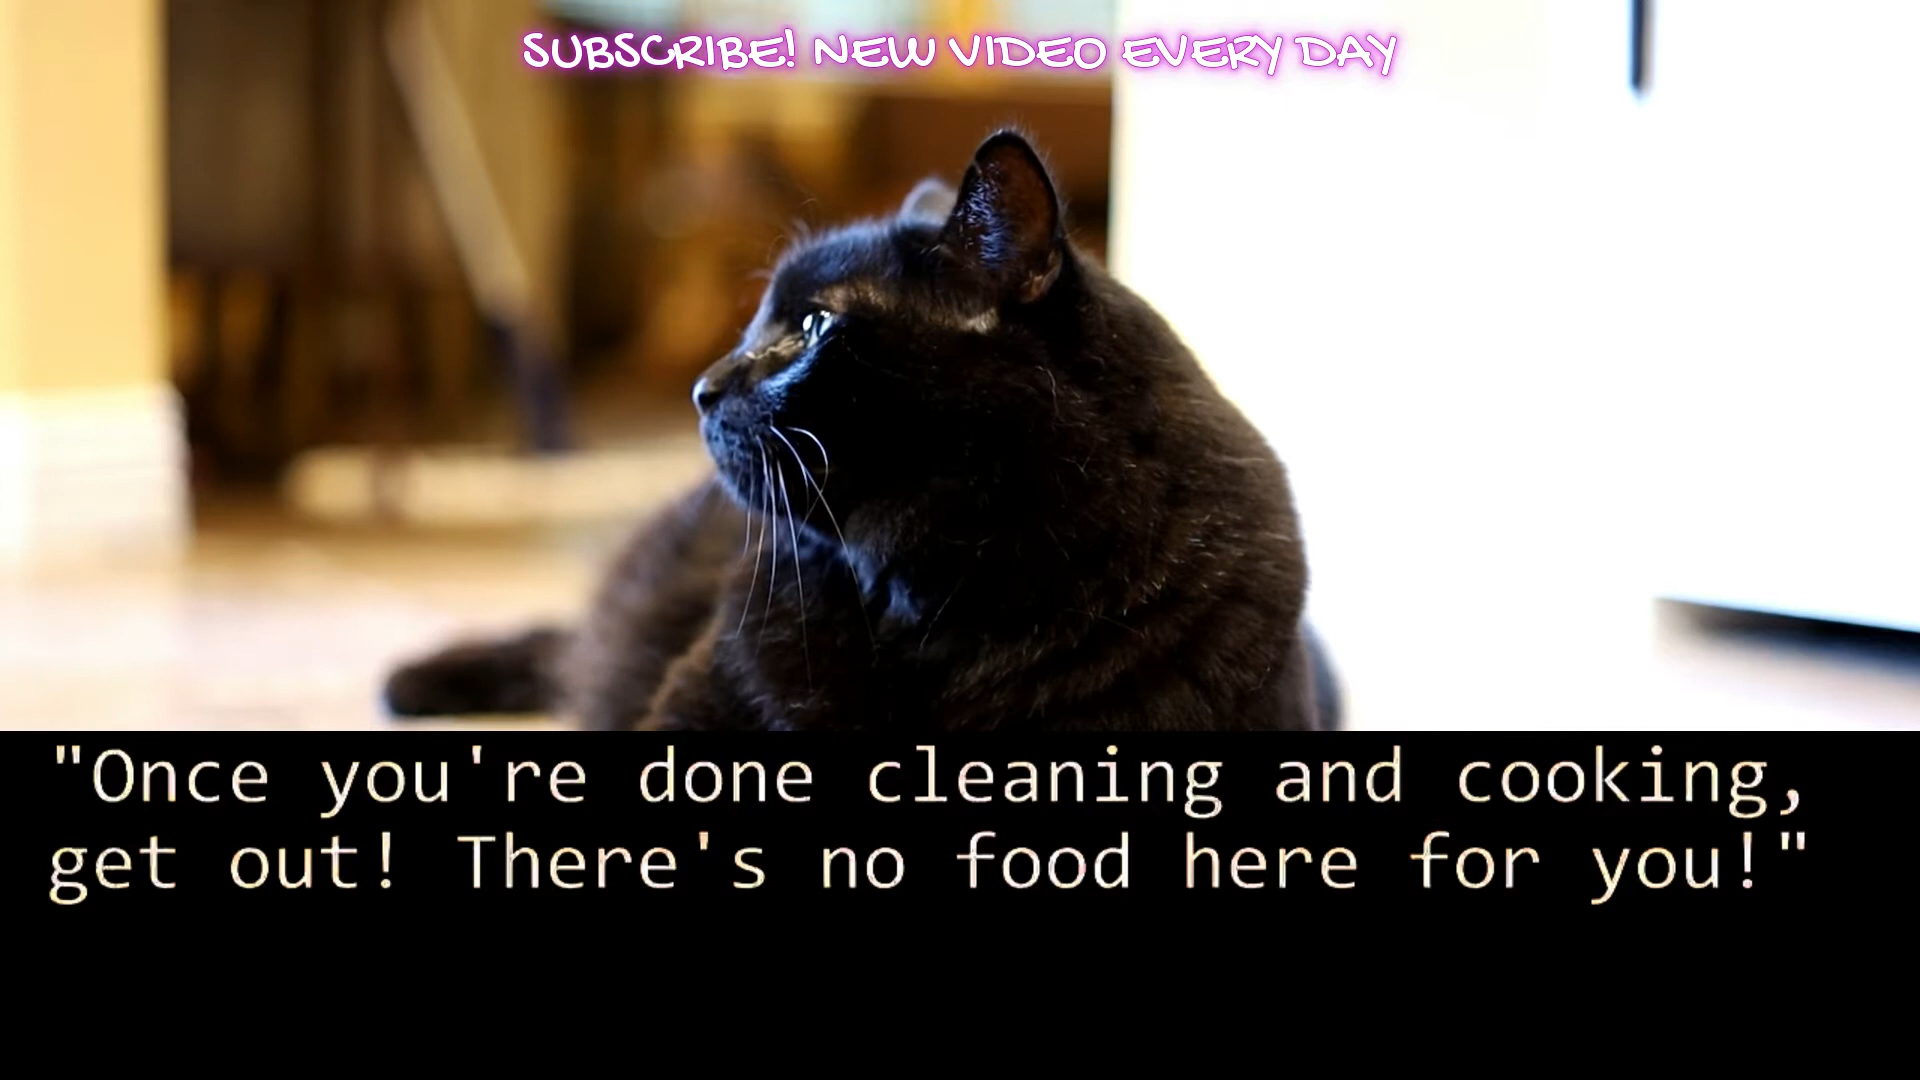 SUBSCRIBE! NEW VIDEO EVERY DAY
"Once you're done cleaning and cooking,
get out! There's no food here for you!"